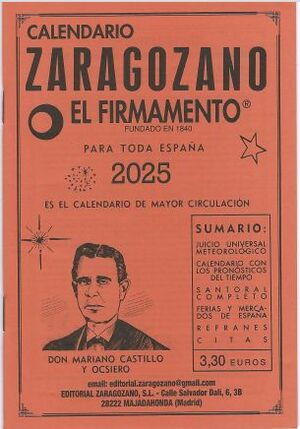 CALENDARIO
ZARAGOZANO
EL FIRMAMENTO®
FUNDADO EN 1840
PARA TODA ESPAÑA
2025
ES EL CALENDARIO DE MAYOR CIRCULACIÓN
SUMARIO:
JUICIO UNIVERSAL
METEOROLÓGICO
CALENDARIO CON
LOS PRONÓSTICOS
DEL TIEMPO
SANTORAL
COMPLETO
FERIAS Y MERCA-
DOS DE ESPAÑA
REFRANES
CITAS
3,30 EUROS
DON MARIANO CASTILLO
Y OCSIERO
email: editorial.zaragozano@gmail.com
EDITORIAL ZARAGOZANO, S.L. - Calle Salvador Dalí, 6, 3B
28222 MAJADAHONDA (Madrid)